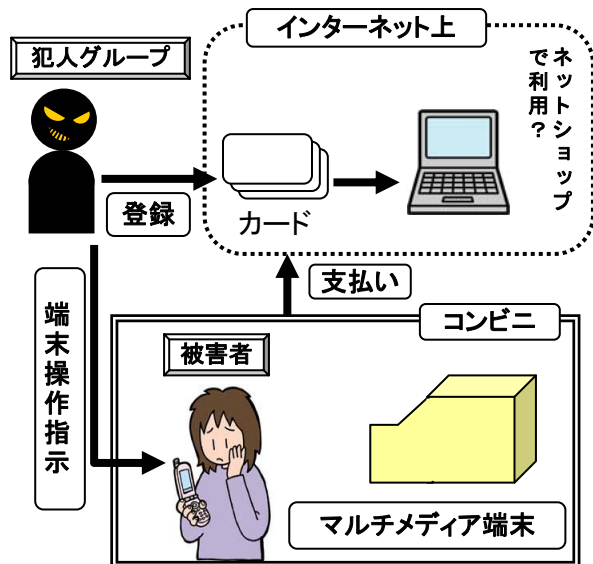 インターネット上
犯人グループ
ネットショップ
で利用?
登録
カード
支払い
コンビニ
端末操作指示
被害者
マルチメディア端末